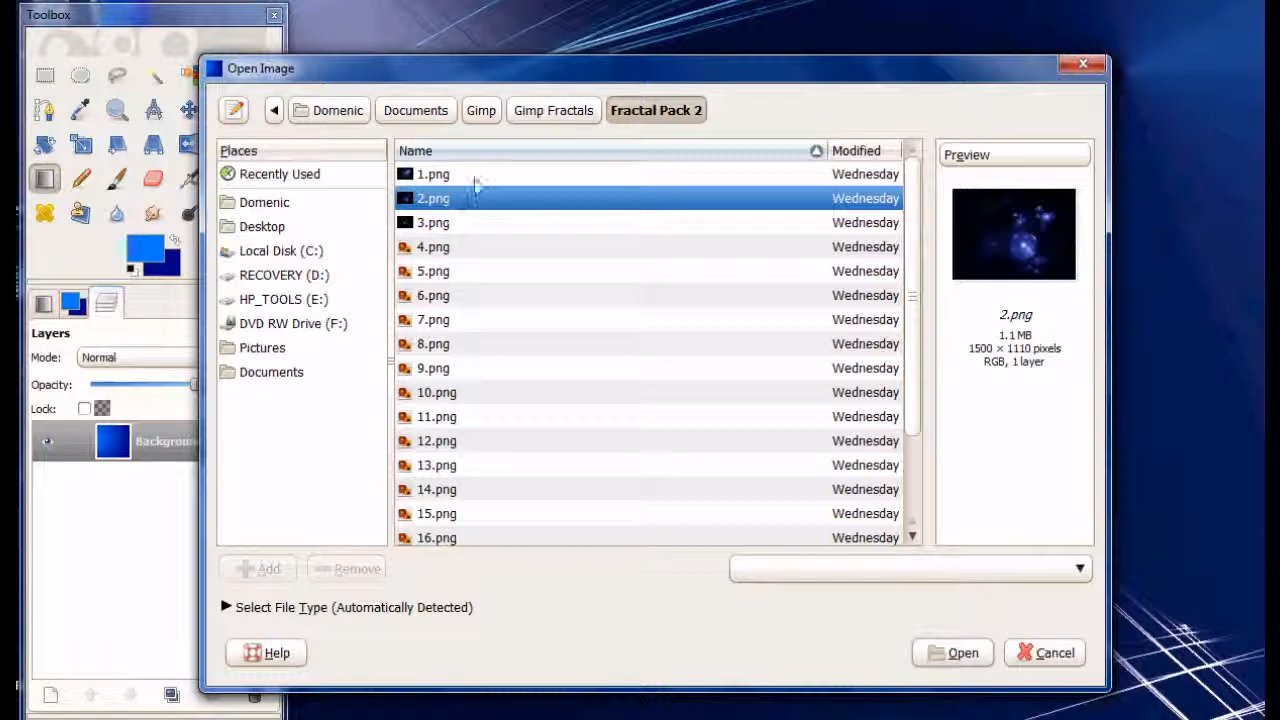 Toolbox
Open Image
Domenic
Documents
Gimp
Gimp Fractals
Fractal Pack 2
Places
Name
Modified
Preview
Recently Used
Domenic
Desktop
Local Disk (C:)
RECOVERY (D:)
HP_TOOLS (E:)
DVD RW Drive (F:)
Pictures
Documents
1.png Wednesday
2.png Wednesday
3.png Wednesday
4.png Wednesday
5.png Wednesday
6.png Wednesday
7.png Wednesday
8.png Wednesday
9.png Wednesday
10.png Wednesday
11.png Wednesday
12.png Wednesday
13.png Wednesday
14.png Wednesday
15.png Wednesday
16.png Wednesday
2.png
1.1 MB
1500 × 1110 pixels
RGB, 1 layer
Layers
Mode: Normal
Opacity:
Lock:
Add
Remove
Select File Type (Automatically Detected)
Help
Open
Cancel